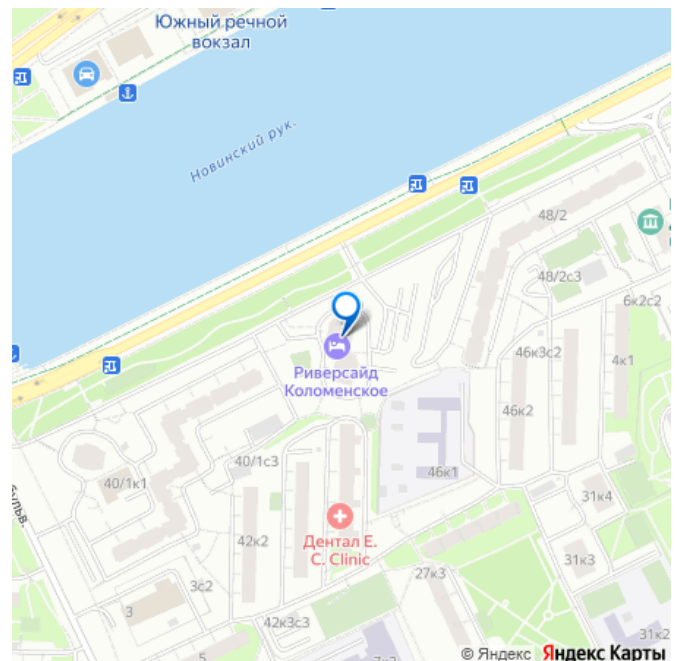 Южный речной
вокзал
Новинский рук.
48/2
48/2с3
6к2с2
46к3с2
4к1
Риверсайд
Коломенское
46к2
40/1с3
46к1
40/1к1
31к4
бульв.
Дентал Е.
С. Clinic
42к2
31к3
27к3
3с2
3
42к3с3
31к2
5
© Яндекс Яндекс Карты